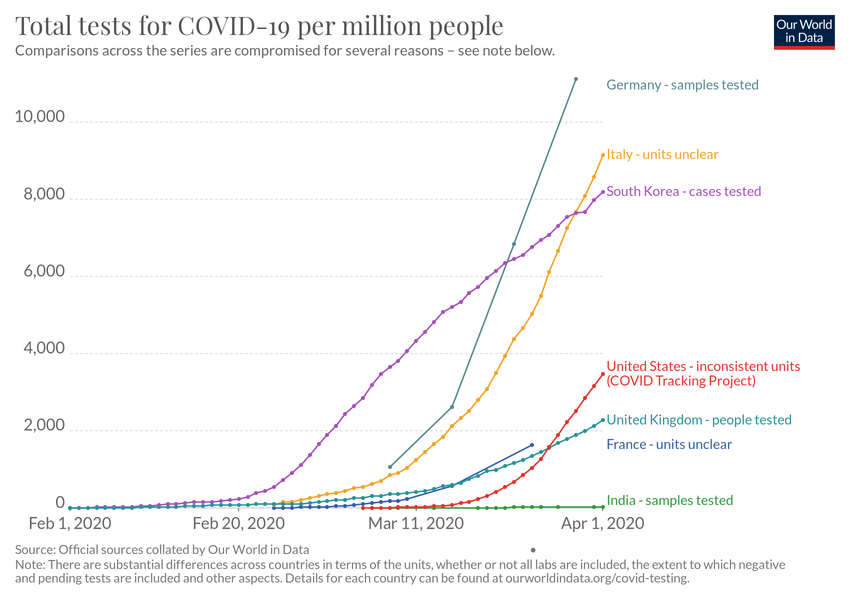 Total tests for COVID-19 per million people
Our World
in Data
Comparisons across the series are compromised for several reasons – see note below.
Germany - samples tested
10,000
Italy - units unclear
8,000
South Korea - cases tested
6,000
4,000
United States - inconsistent units
(COVID Tracking Project)
2,000
United Kingdom - people tested
France - units unclear
0
India - samples tested
Feb 1, 2020
Feb 20, 2020
Mar 11, 2020
Apr 1, 2020
Source: Official sources collated by Our World in Data
Note: There are substantial differences across countries in terms of the units, whether or not all labs are included, the extent to which negative
and pending tests are included and other aspects. Details for each country can be found at ourworldindata.org/covid-testing.